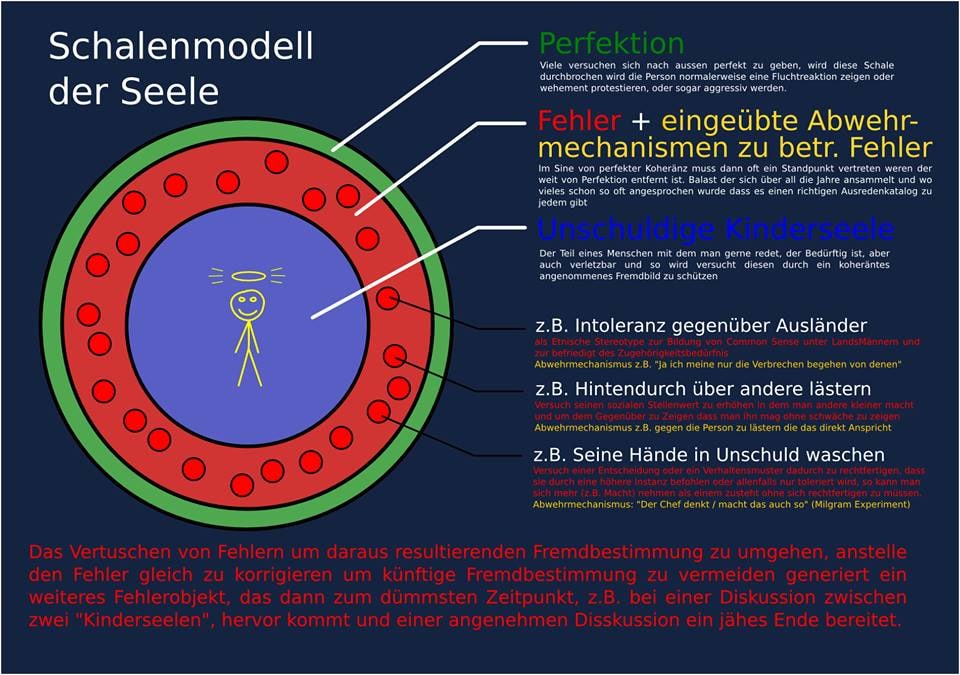 Schalenmodell
der Seele
Perfektion
Viele versuchen sich nach aussen perfekt zu geben, wird diese Schale
durchbrochen wird die Person normalerweise eine Fluchtreaktion zeigen oder
wehement protestieren, oder sogar aggressiv werden.
Fehler + eingeübte Abwehr-
mechanismen zu betr. Fehler
Im Sine von perfekter Koheränz muss dann oft ein Standpunkt vertreten weren der
weit von Perfektion entfernt ist. Balast der sich über all die Jahre ansammelt und wo
vieles schon so oft angesprochen wurde dass es einen richtigen Ausredenkatalog zu
jedem gibt
Unschuldige Kinderseele
Der Teil eines Menschen mit dem man gerne redet, der Bedürftig ist, aber
auch verletzbar und so wird versucht diesen durch ein koheräntes
angenommenes Fremdbild zu schützen
z.B. Intoleranz gegenüber Ausländer
als Etnische Stereotype zur Bildung von Common Sense unter LandsMännern und
zur befriedigt des Zugehörigkeitsbedürfnis
Abwehrmechanismus z.B. "Ja ich meine nur die Verbrechen begehen von denen"
z.B. Hintendurch über andere lästern
Versuch seinen sozialen Stellenwert zu erhöhen in dem man andere kleiner macht
und um dem Gegenüber zu Zeigen dass man ihn mag ohne schwäche zu zeigen
Abwehrmechanismus z.B. gegen die Person zu lästern die das direkt Anspricht
z.B. Seine Hände in Unschuld waschen
Versuch einer Entscheidung oder ein Verhaltensmuster dadurch zu rechtfertigen, dass
sie durch eine höhere Instanz befohlen oder allenfalls nur toleriert wird, so kann man
sich mehr (z.B. Macht) nehmen als einem zusteht ohne sich rechtfertigen zu müssen.
Abwehrmechanismus: "Der Chef denkt / macht das auch so" (Milgram Experiment)
Das Vertuschen von Fehlern um daraus resultierenden Fremdbestimmung zu umgehen, anstelle
den Fehler gleich zu korrigieren um künftige Fremdbestimmung zu vermeiden generiert ein
weiteres Fehlerobjekt, das dann zum dümmsten Zeitpunkt, z.B. bei einer Diskussion zwischen
zwei "Kinderseelen", hervor kommt und einer angenehmen Disskussion ein jähes Ende bereitet.